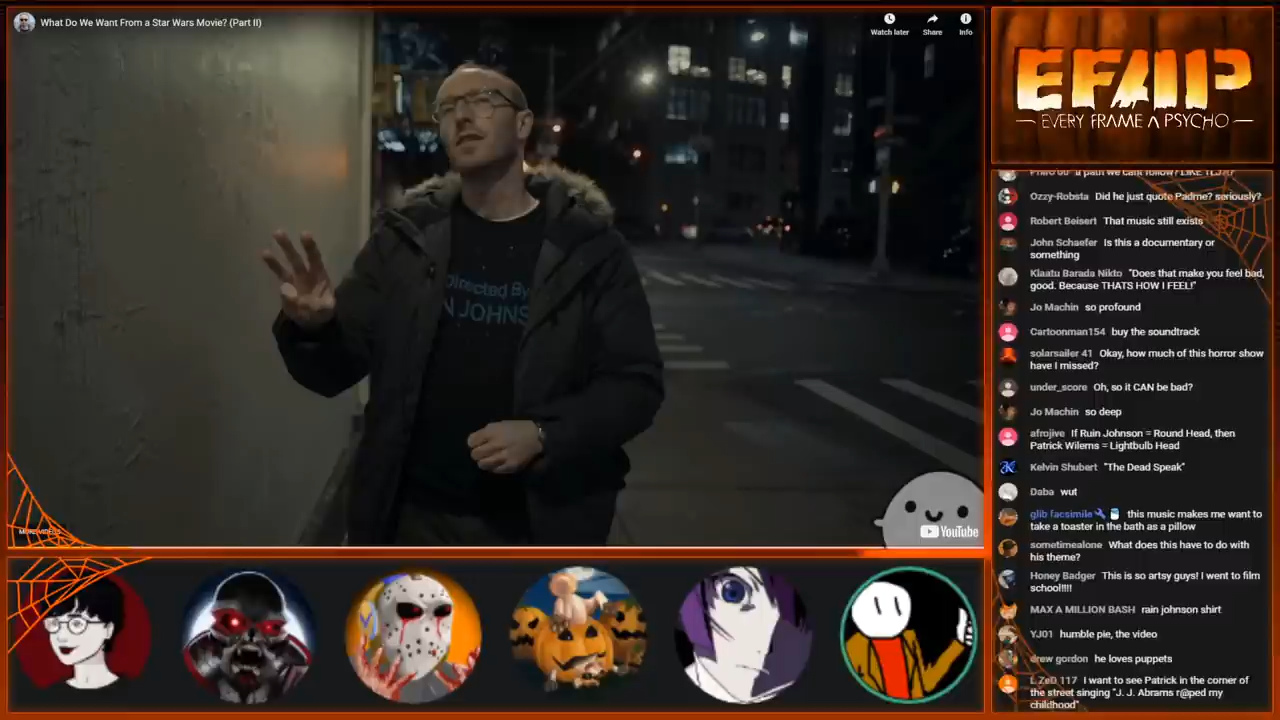 What Do We Want From a Star Wars Movie? (Part II)
Watch later
Share
Info
Directed By
N JOHNS
YouTube
EFAP
EVERY FRAME A PSYCHO
Ozzy-Robsta Did he just quote Padme? seriously?
Robert Beisert That music still exists
John Schaefer Is this a documentary or
something
Klaatu Barada Nikto "Does that make you feel bad,
good. Because THATS HOW I FEEL!"
Jo Machin so profound
Cartoonman154 buy the soundtrack
solarsailer 41 Okay, how much of this horror show
have I missed?
under_score Oh, so it CAN be bad?
Jo Machin so deep
afrojive If Ruin Johnson = Round Head, then
Patrick Wilems = Lightbulb Head
Kelvin Shubert "The Dead Speak"
Daba wut
glib facsimile this music makes me want to
take a toaster in the bath as a pillow
sometimealone What does this have to do with
his theme?
Honey Badger This is so artsy guys! I went to film
school!!!!
MAX A MILLION BASH rain johnson shirt
YJ01 humble pie, the video
drew gordon he loves puppets
L ZeD 117 I want to see Patrick in the corner of
the street singing "J. J. Abrams r@ped my
childhood"